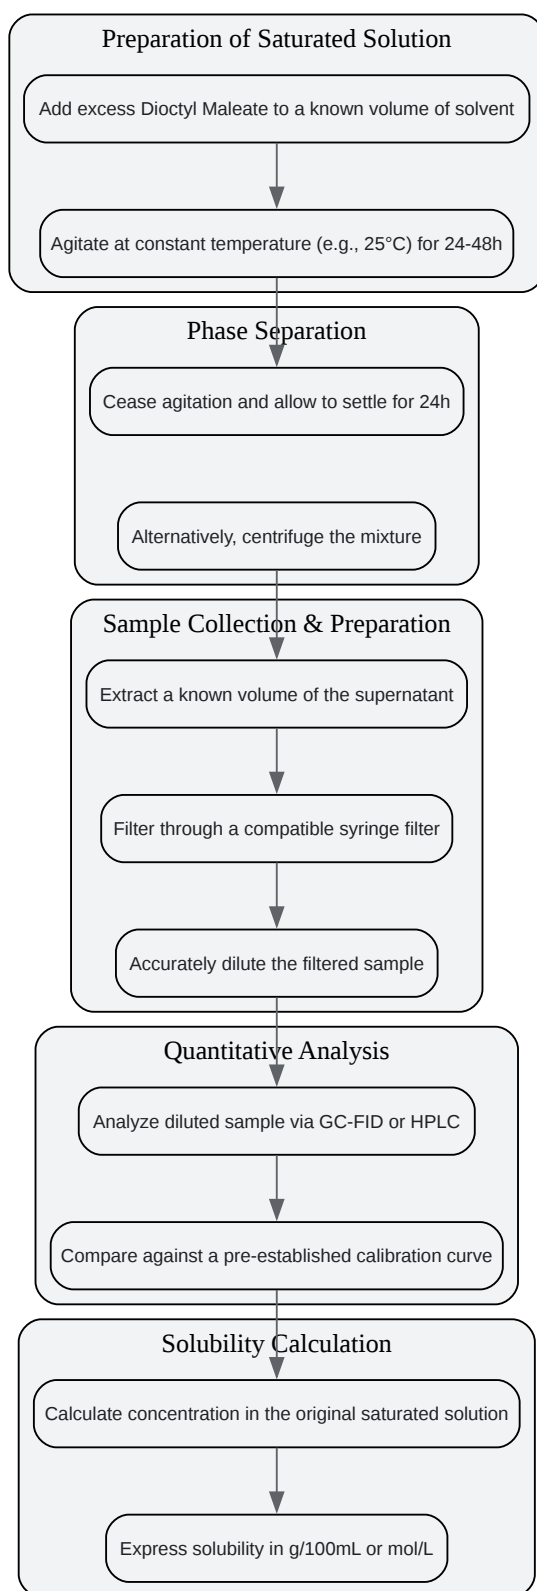 Preparation of Saturated Solution
Add excess Dioctyl Maleate to a known volume of solvent
Agitate at constant temperature (e.g., 25°C) for 24-48h
Phase Separation
Cease agitation and allow to settle for 24h
Alternatively, centrifuge the mixture
Sample Collection & Preparation
Extract a known volume of the supernatant
Filter through a compatible syringe filter
Accurately dilute the filtered sample
Quantitative Analysis
Analyze diluted sample via GC-FID or HPLC
Compare against a pre-established calibration curve
Solubility Calculation
Calculate concentration in the original saturated solution
Express solubility in g/100mL or mol/L